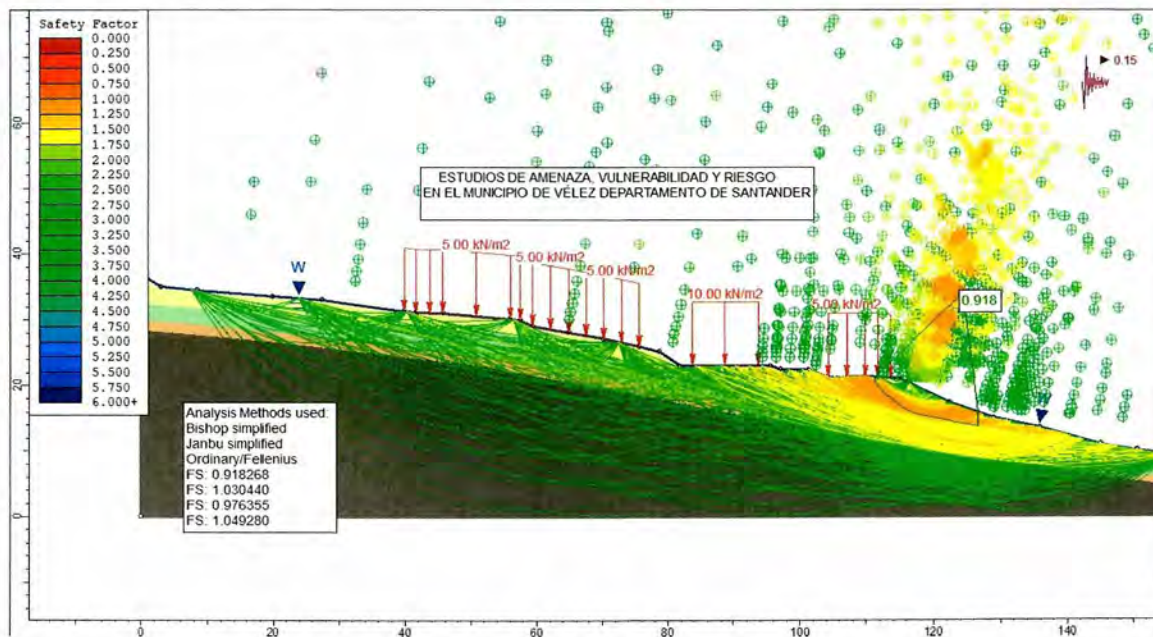 Safety Factor
0.000
0.250
0.500
0.750
1.000
1.250
1.500
1.750
2.000
2.250
2.500
2.750
3.000
3.250
3.500
3.750
4.000
4.250
4.500
4.750
5.000
5.250
5.500
5.750
6.000+
0.15
ESTUDIOS DE AMENAZA, VULNERABILIDAD Y RIESGO
EN EL MUNICIPIO DE VÉLEZ DEPARTAMENTO DE SANTANDER
W
5.00 kN/m2
5.00 kN/m2
5.00 kN/m2
10.00 kN/m2
5.00 kN/m2
0.918
W
Analysis Methods used:
Bishop simplified
Janbu simplified
Ordinary/Fellenius
FS: 0.918268
FS: 1.030440
FS: 0.976355
FS: 1.049280
60
40
20
0
0 20 40 60 80 100 120 140